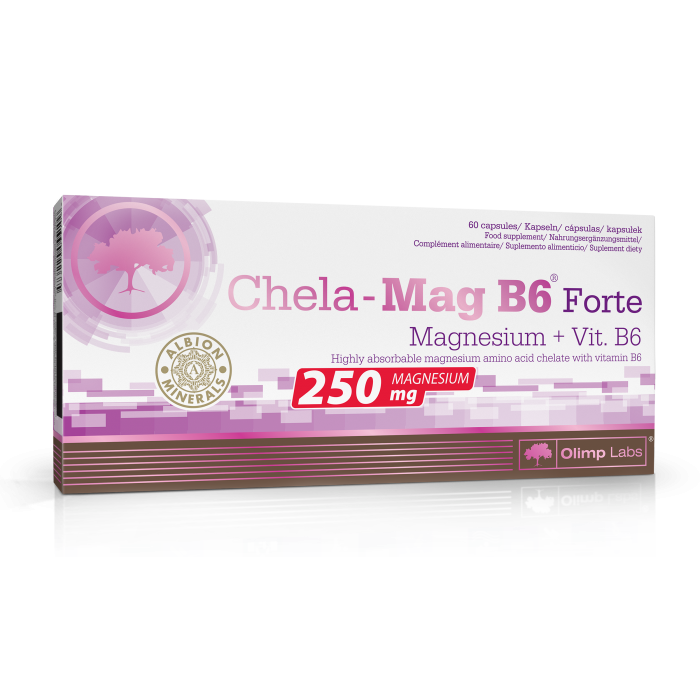 60 capsules/ Kapseln/ cápsulas/ kapsułek
Food supplement/ Nahrungsergänzungsmittel/
Complément alimentaire/ Suplemento alimenticio/ Suplement diety
Chela-Mag B6® Forte
Magnesium + Vit. B6
Highly absorbable magnesium amino acid chelate with vitamin B6
ALBION
A
MINERALS
250 mg MAGNESIUM
Olimp Labs®